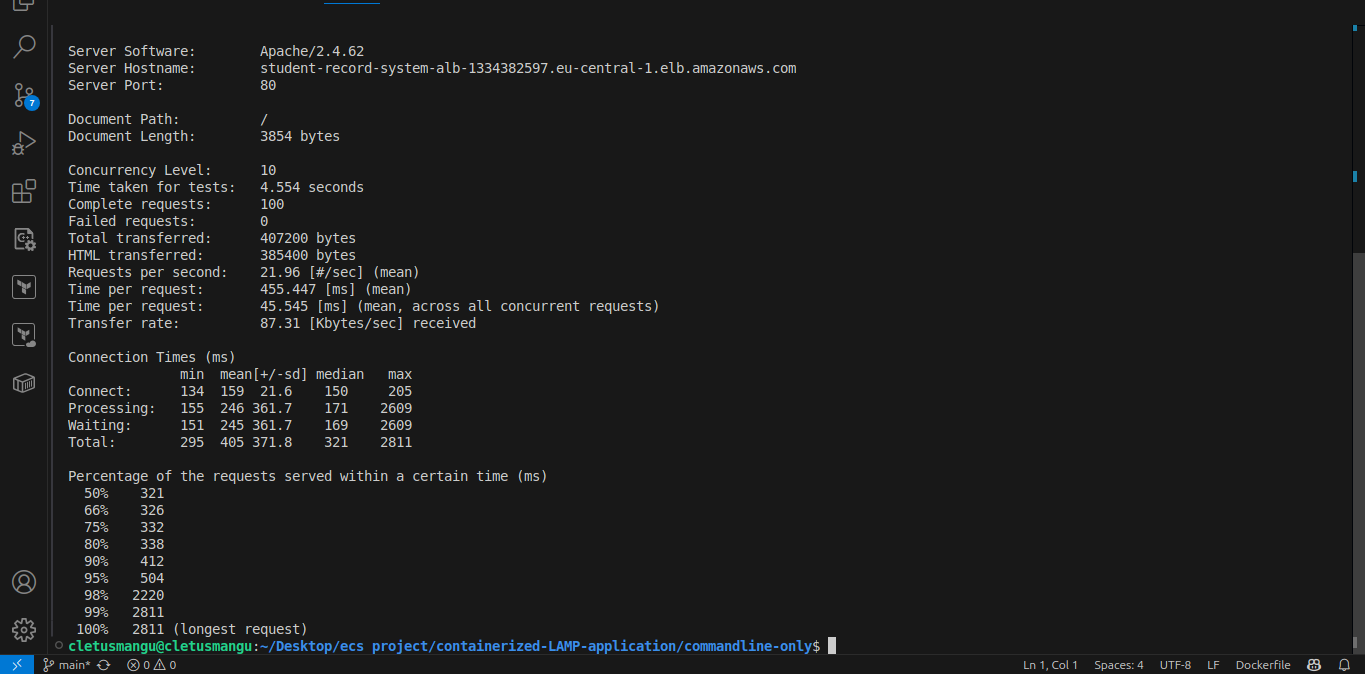 Server Software:        Apache/2.4.62
Server Hostname:        student-record-system-alb-1334382597.eu-central-1.elb.amazonaws.com
Server Port:            80
Document Path:          /
Document Length:        3854 bytes
Concurrency Level:      10
Time taken for tests:   4.554 seconds
Complete requests:      100
Failed requests:        0
Total transferred:      407200 bytes
HTML transferred:       385400 bytes
Requests per second:    21.96 [#/sec] (mean)
Time per request:       455.447 [ms] (mean)
Time per request:       45.545 [ms] (mean, across all concurrent requests)
Transfer rate:          87.31 [Kbytes/sec] received
Connection Times (ms)
              min  mean[+/-sd] median   max
Connect:      134  159  21.6    150     205
Processing:   155  246 361.7    171    2609
Waiting:      151  245 361.7    169    2609
Total:        295  405 371.8    321    2811
Percentage of the requests served within a certain time (ms)
  50%    321
  66%    326
  75%    332
  80%    338
  90%    412
  95%    504
  98%   2220
  99%   2811
 100%   2811 (longest request)
cletusmangu@cletusmangu:~/Desktop/ecs project/containerized-LAMP-application/commandline-only$
7
main* 0 0 Ln 1, Col 1 Spaces: 4 UTF-8 LF Dockerfile